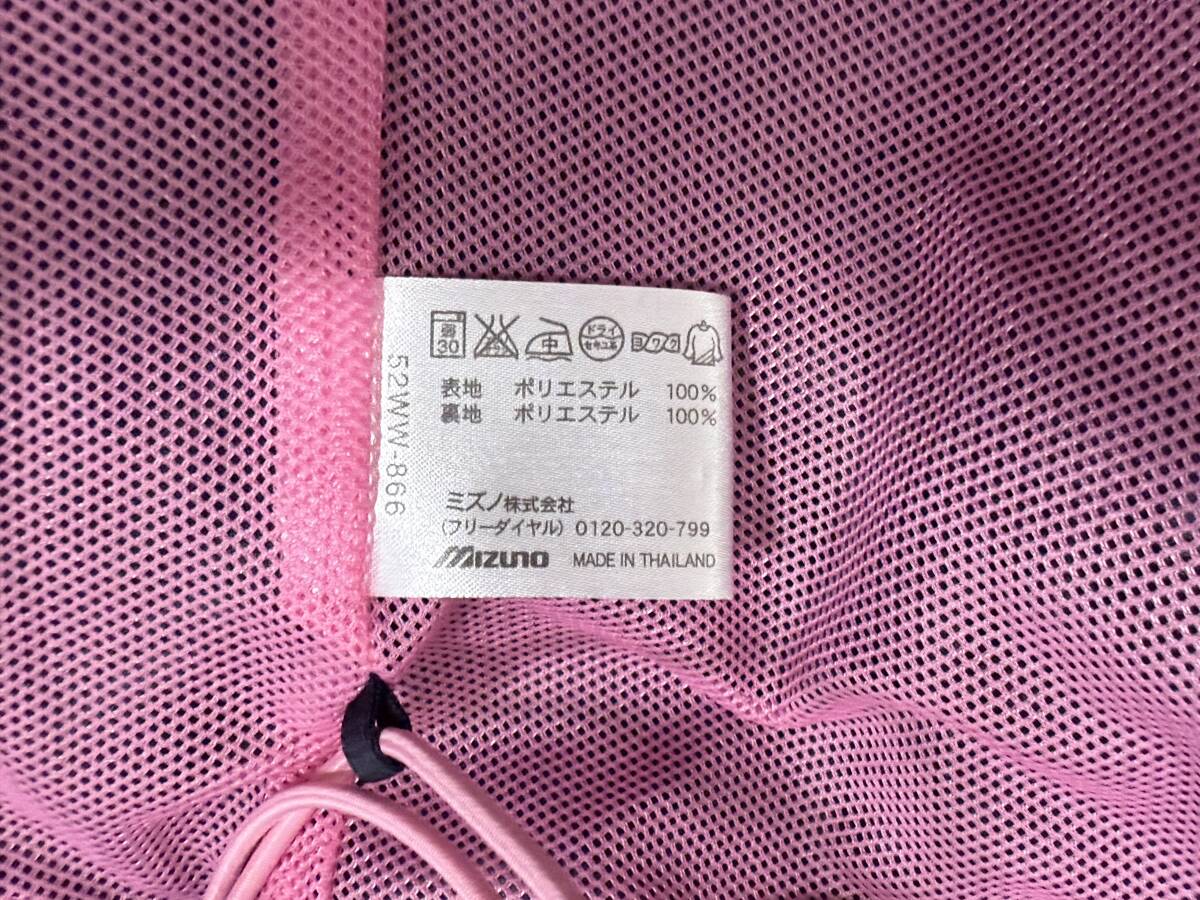 弱
30
中
ドライ
セキユ系
ヨワク
表地 ポリエステル 100%
裏地 ポリエステル 100%
ミズノ株式会社
(フリーダイヤル) 0120-320-799
MIZUNO MADE IN THAILAND
52WW-866